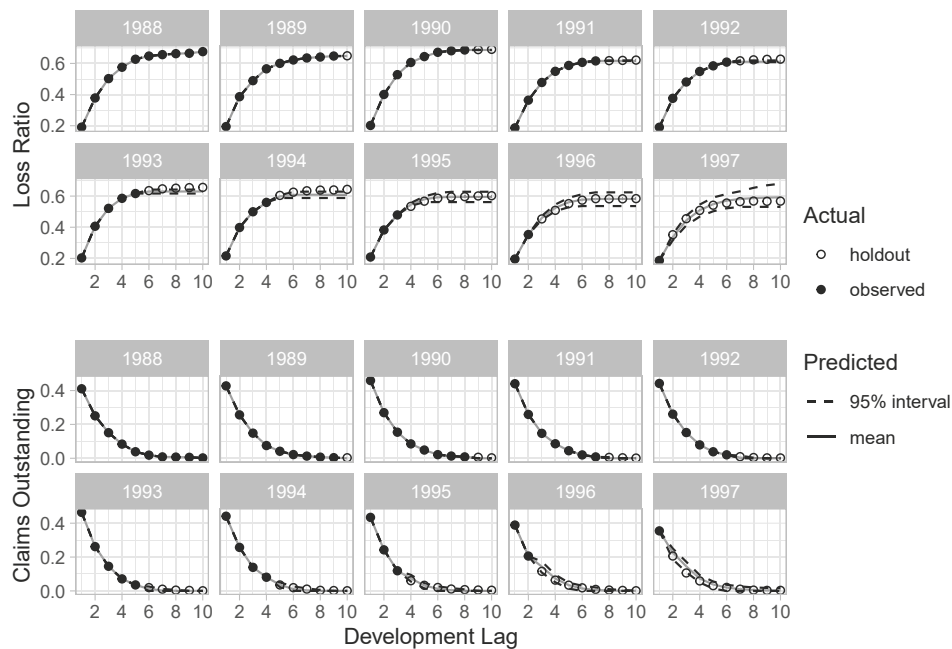 1988 1989 1990 1991 1992
0.6
0.2
Loss Ratio
1993 1994 1995 1996 1997
0.6
0.4
0.2
2 4 6 8 10 2 4 6 8 10 2 4 6 8 10 2 4 6 8 10 2 4 6 8 10
Actual
holdout
observed
1988 1989 1990 1991 1992
0.4
0.2
0.0
Claims Outstanding
1993 1994 1995 1996 1997
0.4
0.2
0.0
2 4 6 8 10 2 4 6 8 10 2 4 6 8 10 2 4 6 8 10 2 4 6 8 10
Development Lag
Predicted
95% interval
mean